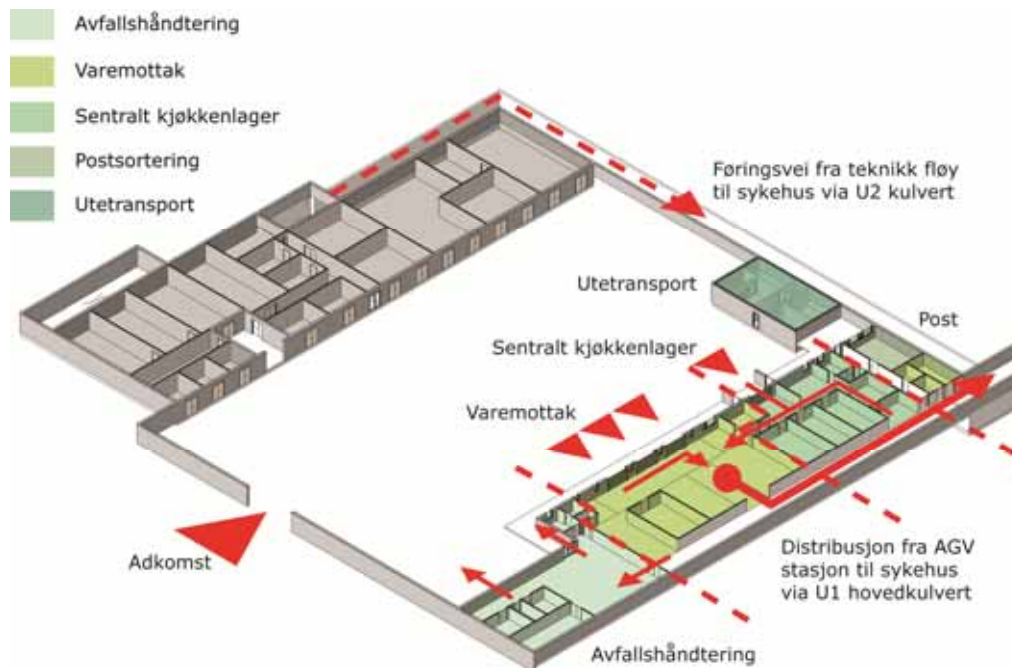 Avfallshåndtering
Varemottak
Sentralt kjøkkenlager
Postsortering
Utetransport
Føringsvei fra teknikk fløy
til sykehus via U2 kulvert
Utetransport
Post
Sentralt kjøkkenlager
Varemottak
Adkomst
Distribusjon fra AGV
stasjon til sykehus
via U1 hovedkulvert
Avfallshåndtering